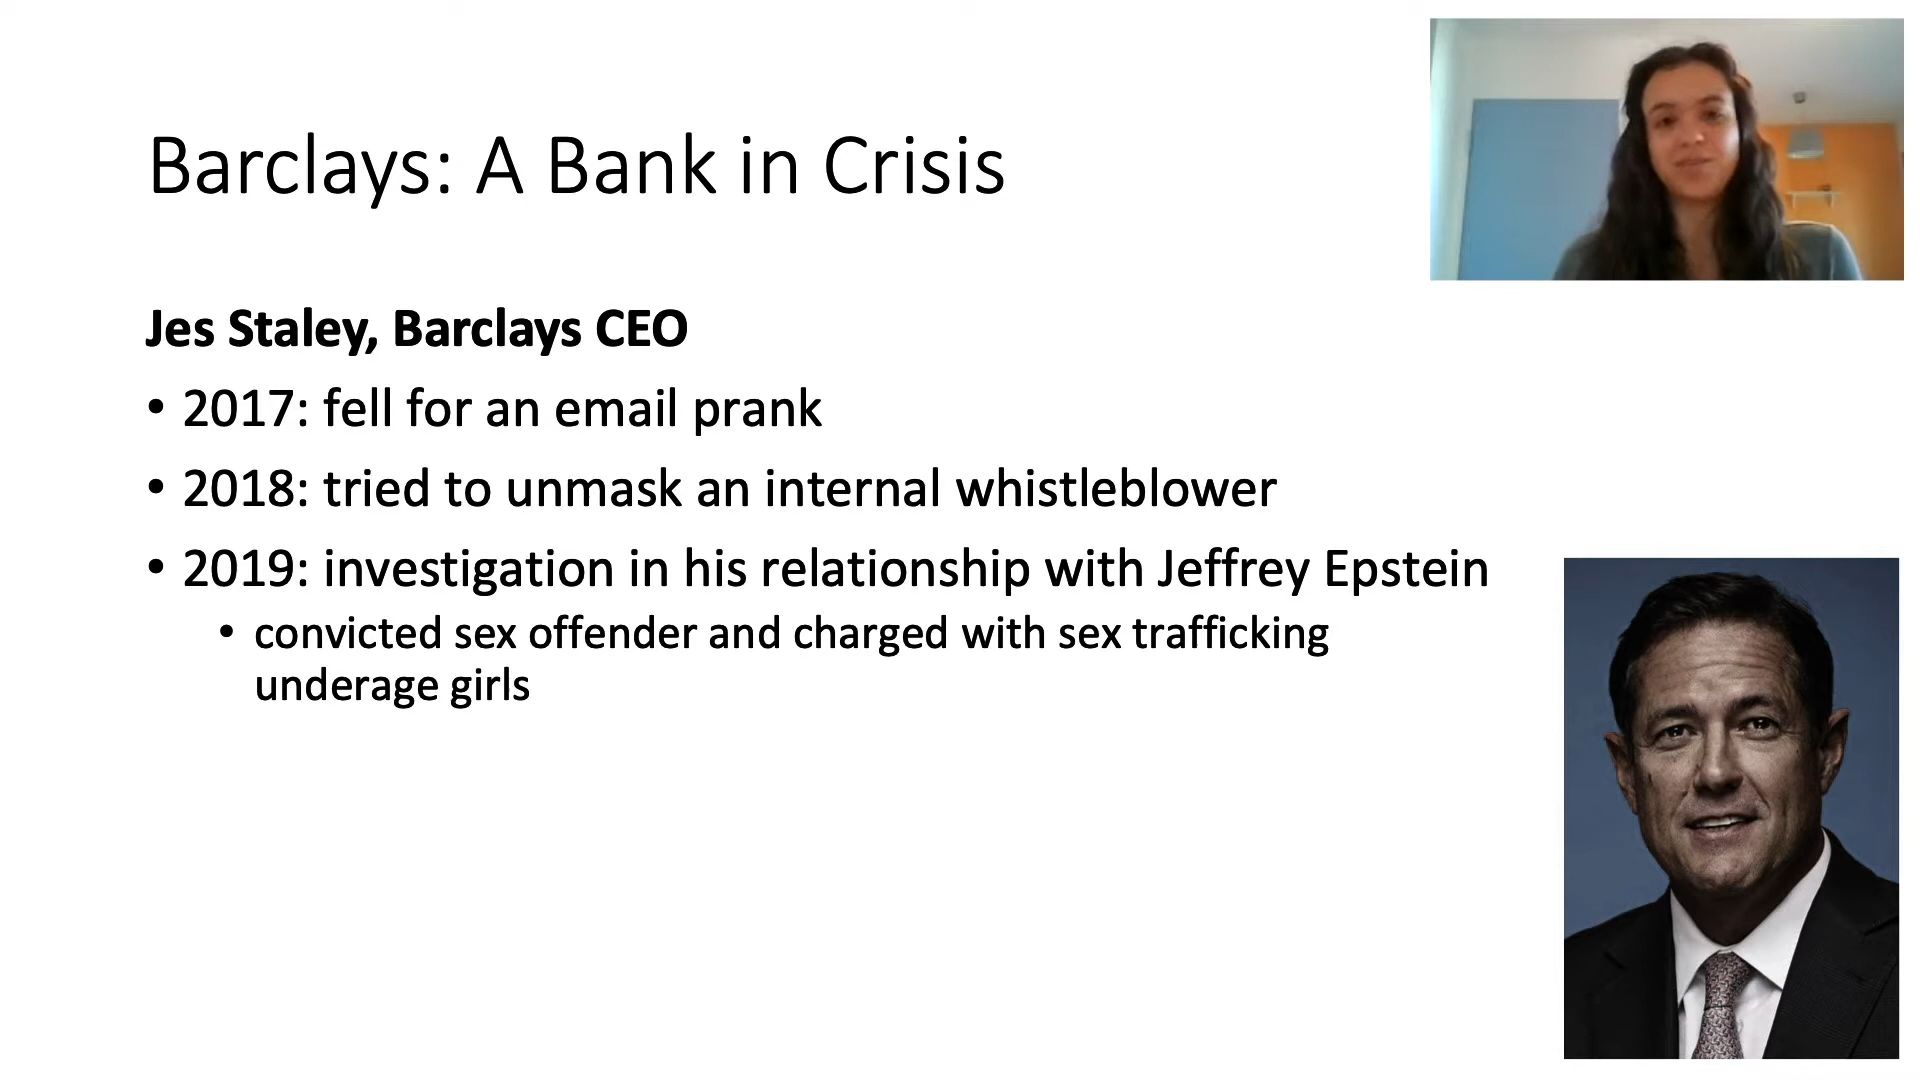 Barclays: A Bank in Crisis
Jes Staley, Barclays CEO
• 2017: fell for an email prank
• 2018: tried to unmask an internal whistleblower
• 2019: investigation in his relationship with Jeffrey Epstein
• convicted sex offender and charged with sex trafficking
underage girls